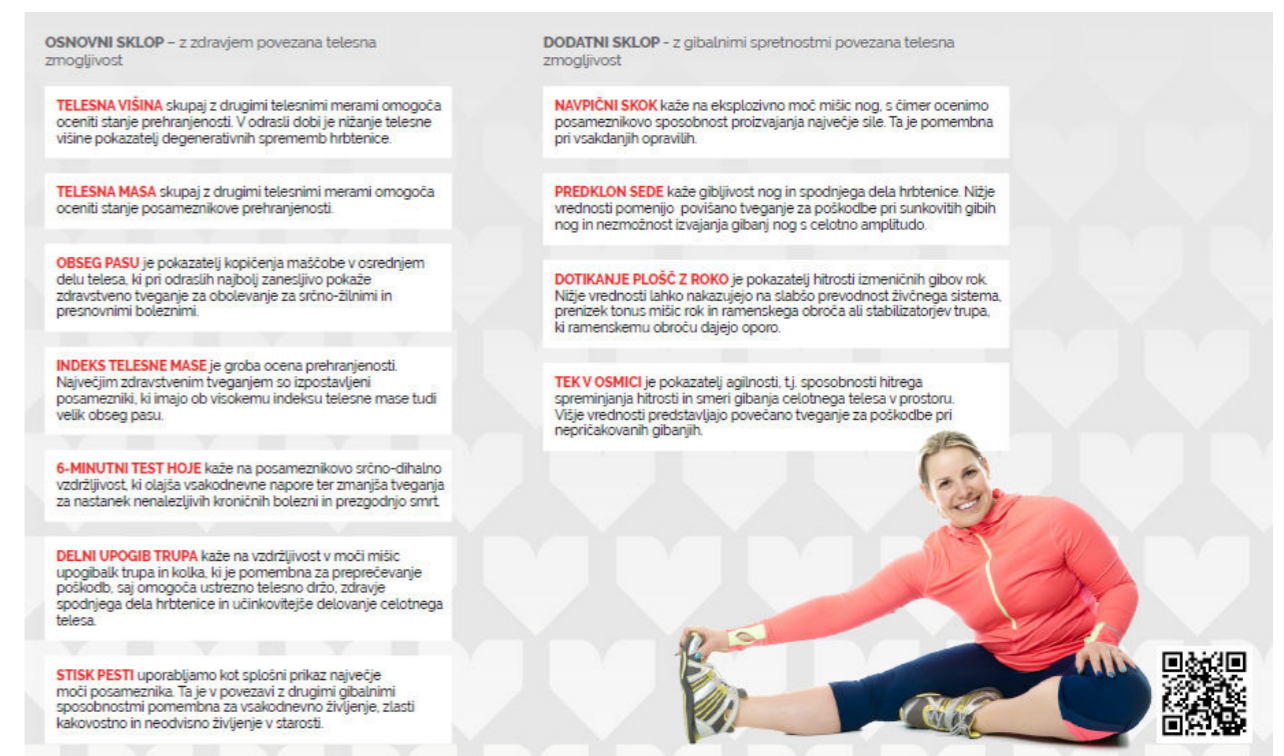 OSNOVNI SKLOP – z zdravjem povezana telesna
zmogljivost
TELESNA VIŠINA skupaj z drugimi telesnimi merami omogoča
oceniti stanje prehranjenosti. V odrasli dobi je nižanje telesne
višine pokazatelj degenerativnih sprememb hrbtenice.
TELESNA MASA skupaj z drugimi telesnimi merami omogoča
oceniti stanje posameznikove prehranjenosti.
OBSEG PASU je pokazatelj kopičenja maščobe v osrednjem
delu telesa, ki pri odraslih najbolj zanesljivo pokaže
zdravstveno tveganje za obolevanje za srčno-žilnimi in
presnovnimi boleznimi.
INDEKS TELESNE MASE je groba ocena prehranjenosti.
Največjim zdravstvenim tveganjem so izpostavljeni
posamezniki, ki imajo ob visokemu indeksu telesne mase tudi
velik obseg pasu.
6-MINUTNI TEST HOJE kaže na posameznikovo srčno-dihalno
vzdržljivost, ki olajša vsakodnevne napore ter zmanjša tveganja
za nastanek nenalezljivih kroničnih bolezni in prezgodnjo smrt.
DELNI UPOGIB TRUPA kaže na vzdržljivost v moči mišic
upogibalk trupa in kolka, ki je pomembna za preprečevanje
poškodb, saj omogoča ustrezno telesno držo, zdravje
spodnjega dela hrbtenice in učinkovitejše delovanje celotnega
telesa.
STISK PESTI uporabljamo kot splošni prikaz največje
moči posameznika. Ta je v povezavi z drugimi gibalnimi
sposobnostmi pomembna za vsakodnevno življenje, zlasti
kakovostno in neodvisno življenje v starosti.
DODATNI SKLOP - z gibalnimi spretnostmi povezana telesna
zmogljivost
NAVPIČNI SKOK kaže na eksplozivno moč mišic nog, s čimer ocenimo
posameznikovo sposobnost proizvajanja največje sile. Ta je pomembna
pri vsakdanjih opravilih.
PREDKLON SEDE kaže gibljivost nog in spodnjega dela hrbtenice. Nižje
vrednosti pomenijo povišano tveganje za poškodbe pri sunkovitih gibih
nog in nezmožnost izvajanja gibanj nog s celotno amplitudo.
DOTIKANJE PLOŠČ Z ROKO je pokazatelj hitrosti izmeničnih gibov rok.
Nižje vrednosti lahko nakazujejo na slabšo prevodnost živčnega sistema,
prenizek tonus mišic rok in ramenskega obroča ali stabilizatorjev trupa,
ki ramenskemu obroču dajejo oporo.
TEK V OSMICI je pokazatelj agilnosti, t.j. sposobnosti hitrega
spreminjanja hitrosti in smeri gibanja celotnega telesa v prostoru.
Višje vrednosti predstavljajo povečano tveganje za poškodbe pri
nepričakovanih gibanjih.